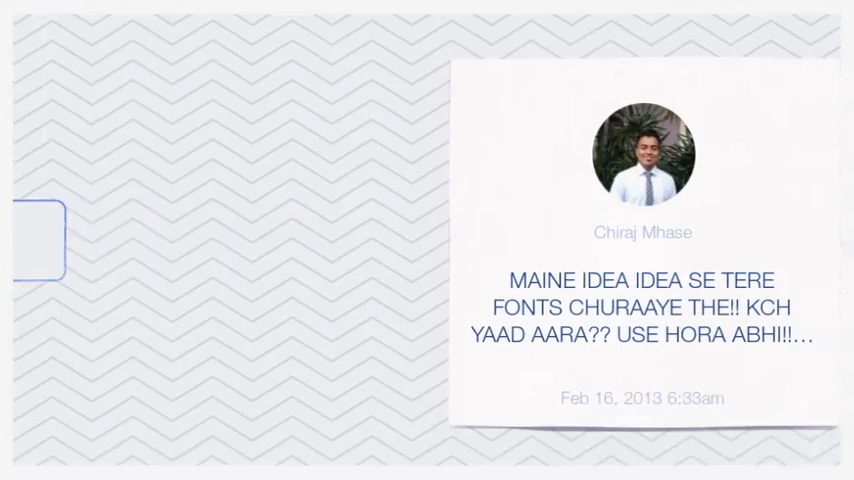 Chiraj Mhase
MAINE IDEA IDEA SE TERE
FONTS CHURAAYE THE!! KCH
YAAD AARA?? USE HORA ABHI!!...
Feb 16, 2013 6:33am